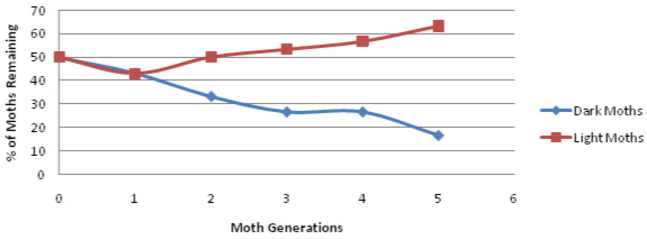 70
60
50
40
30
20
10
0
% of Moths Remaining
0 1 2 3 4 5 6
Moth Generations
Dark Moths
Light Moths